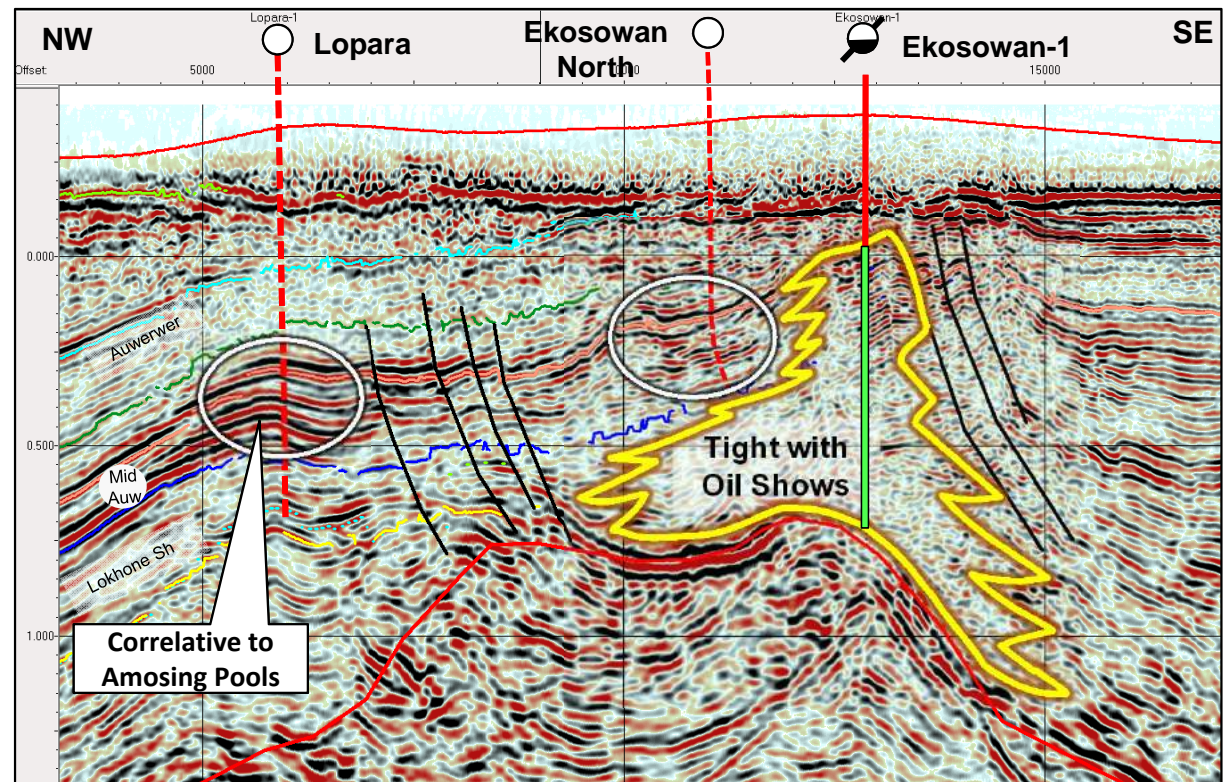 Lopara-1
Ekosowan-1
NW
Lopara
Ekosowan
North
Ekosowan-1
SE
Offset:
5000
15000
0.000
Auwerwer
0.500
Mid
Auw
Tight with
Oil Shows
Lokhone Sh
1.000
Correlative to
Amosing Pools